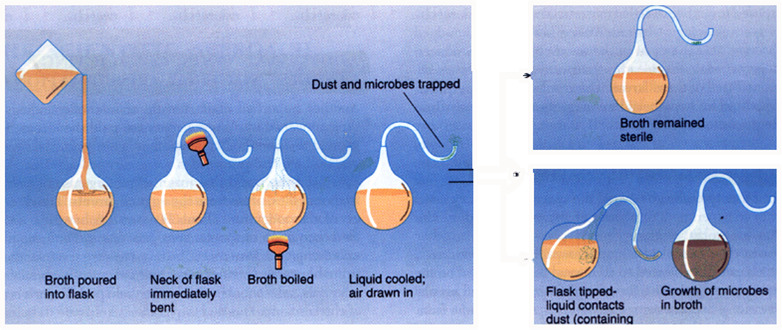 Dust and microbes trapped
Broth poured
into flask
Neck of flask
immediately
bent
Broth boiled
Liquid cooled;
air drawn in
Broth remained
sterile
Flask tipped-
liquid contacts
dust (containing
Growth of microbes
in broth